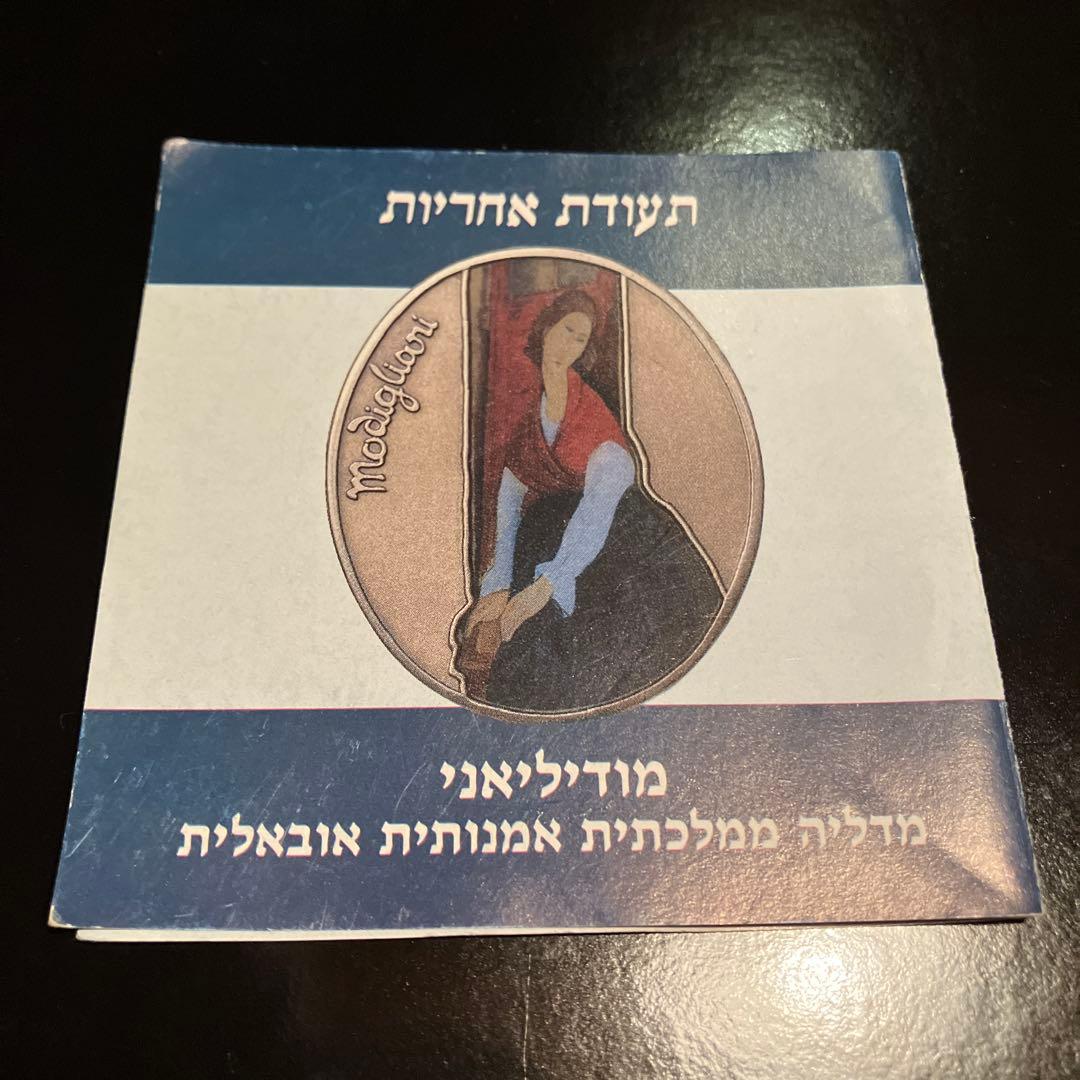 תעודת אחריות
Modigliani
מודיליאני
מדליה ממלכתית אמנותית אובאלית